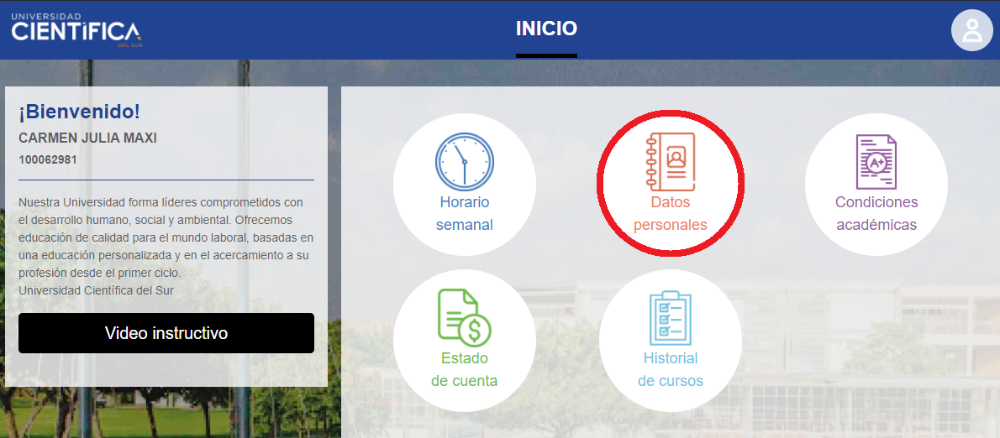 UNIVERSIDAD
CIENTÍFICA
DEL SUR
INICIO
¡Bienvenido!
CARMEN JULIA MAXI
100062981
Nuestra Universidad forma líderes comprometidos con
el desarrollo humano, social y ambiental. Ofrecemos
educación de calidad para el mundo laboral, basadas en
una educación personalizada y en el acercamiento a su
profesión desde el primer ciclo.
Universidad Científica del Sur
Video instructivo
Horario
semanal
Datos
personales
A+
Condiciones
académicas
$
Estado
de cuenta
Historial
de cursos